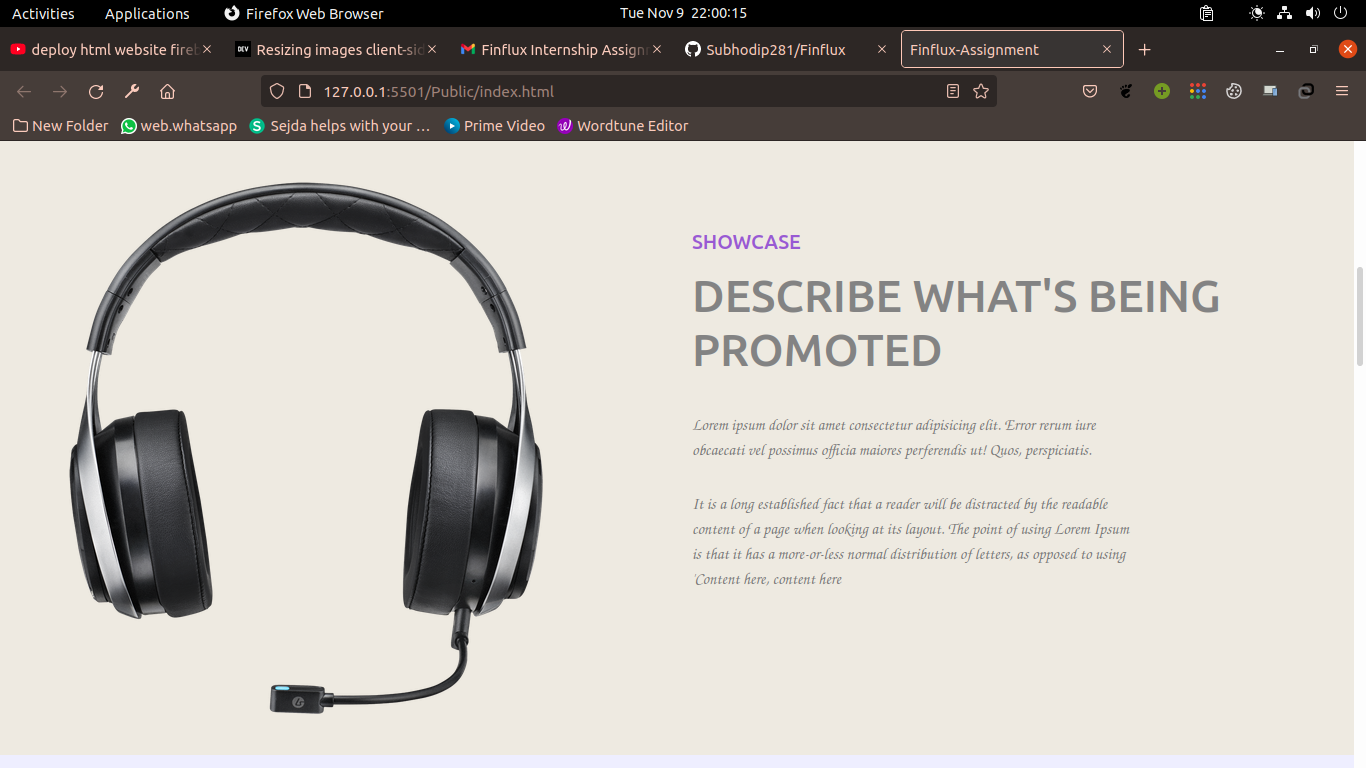 Activities Applications Firefox Web Browser Tue Nov 9 22:00:15
deploy html website fireb Resizing images client-sid Finflux Internship Assignm Subhodip281/Finflux Finflux-Assignment
127.0.0.1:5501/Public/index.html
New Folder web.whatsapp Sejda helps with your ... Prime Video Wordtune Editor
SHOWCASE
DESCRIBE WHAT'S BEING
PROMOTED
Lorem ipsum dolor sit amet consectetur adipisicing elit. Error rerum iure
obcaecati vel possimus officia maiores perferendis ut! Quos, perspiciatis.
It is a long established fact that a reader will be distracted by the readable
content of a page when looking at its layout. The point of using Lorem Ipsum
is that it has a more-or-less normal distribution of letters, as opposed to using
'Content here, content here